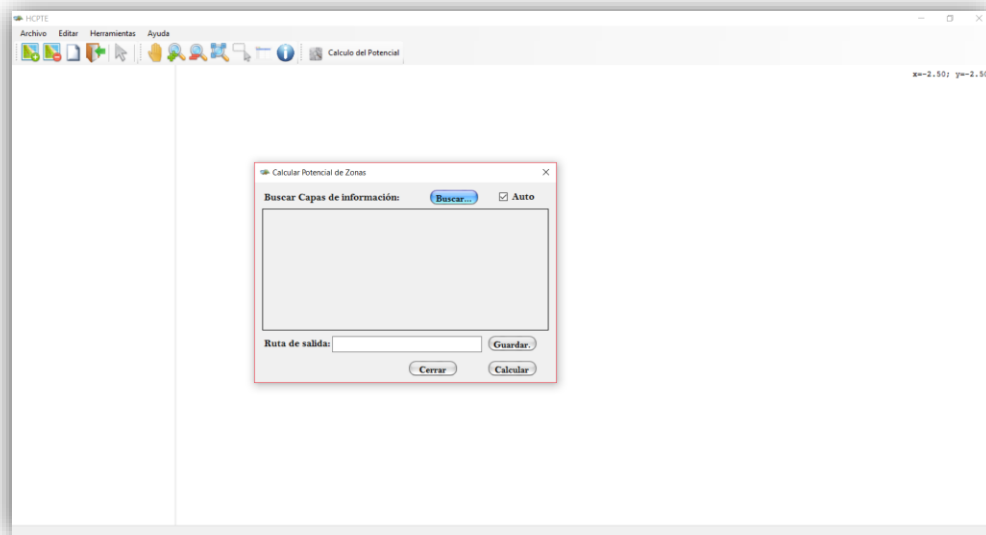 HCPTE
Archivo Editar Herramientas Ayuda
Calculo del Potencial
x=-2.50; y=-2.50
Calcular Potencial de Zonas
Buscar Capas de información: Buscar... Auto
Ruta de salida: Guardar.
Cerrar Calcular